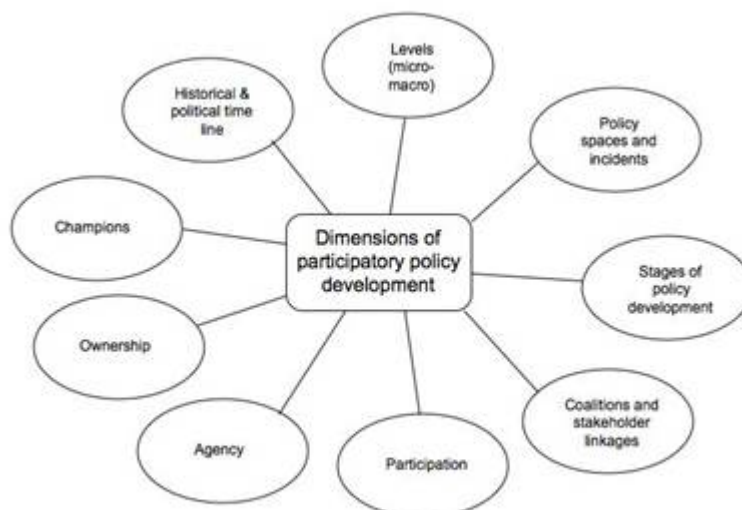 Levels
(micro-
macro)
Historical &
political time
line
Policy
spaces and
incidents
Champions
Dimensions of
participatory policy
development
Stages of
policy
development
Ownership
Coalitions and
stakeholder
linkages
Agency
Participation